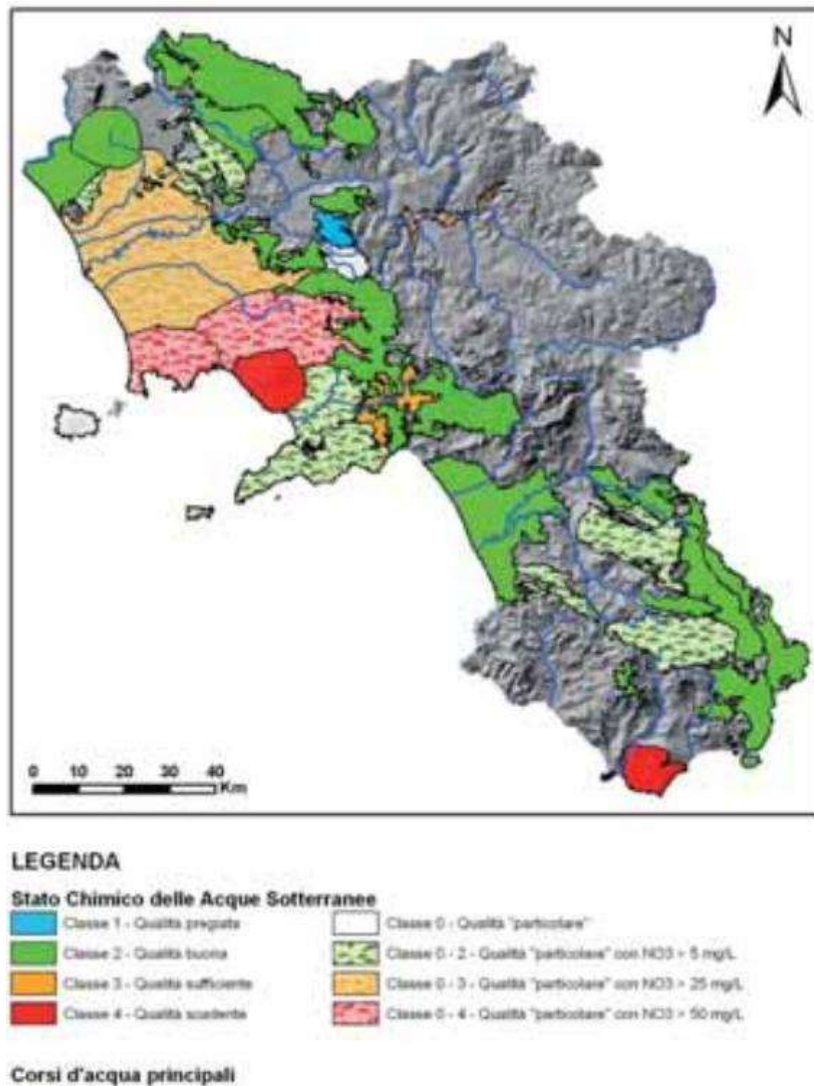 N
0 10 20 30 40
Km
LEGENDA
Stato Chimico delle Acque Sotterranee
Classe 1 - Qualità pregiata
Classe 2 - Qualità buona
Classe 3 - Qualità sufficiente
Classe 4 - Qualità scadente
Classe 0 - Qualità "particolare"
Classe 0 - 2 - Qualità "particolare" con NO3 > 5 mg/L
Classe 0 - 3 - Qualità "particolare" con NO3 > 25 mg/L
Classe 0 - 4 - Qualità "particolare" con NO3 > 50 mg/L
Corsi d'acqua principali